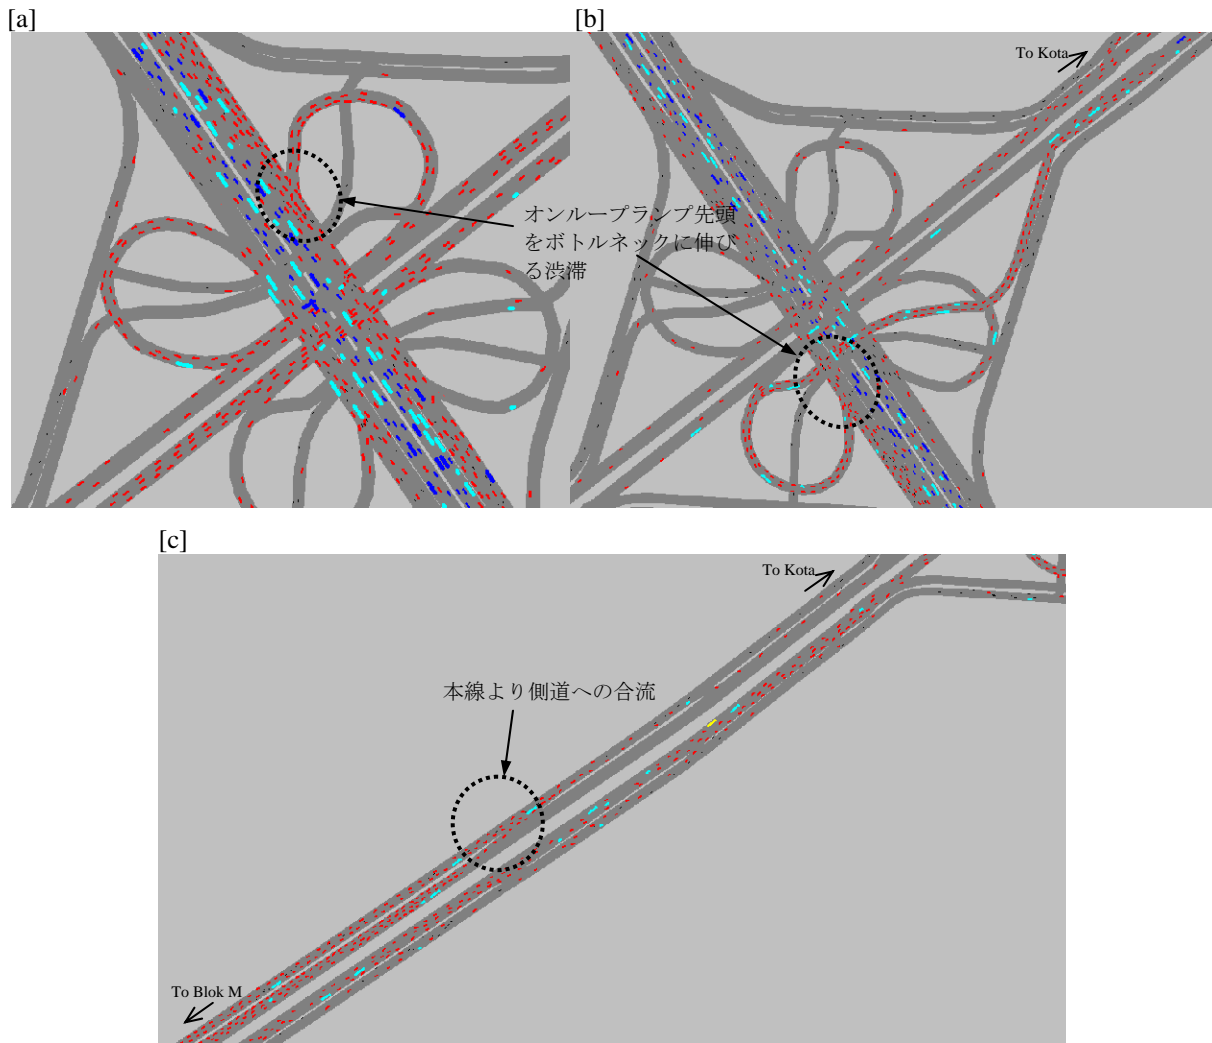 [a]
[b]
To Kota
オンループランプ先頭
をボトルネックに伸び
る渋滞
[c]
To Kota
本線より側道への合流
To Blok M